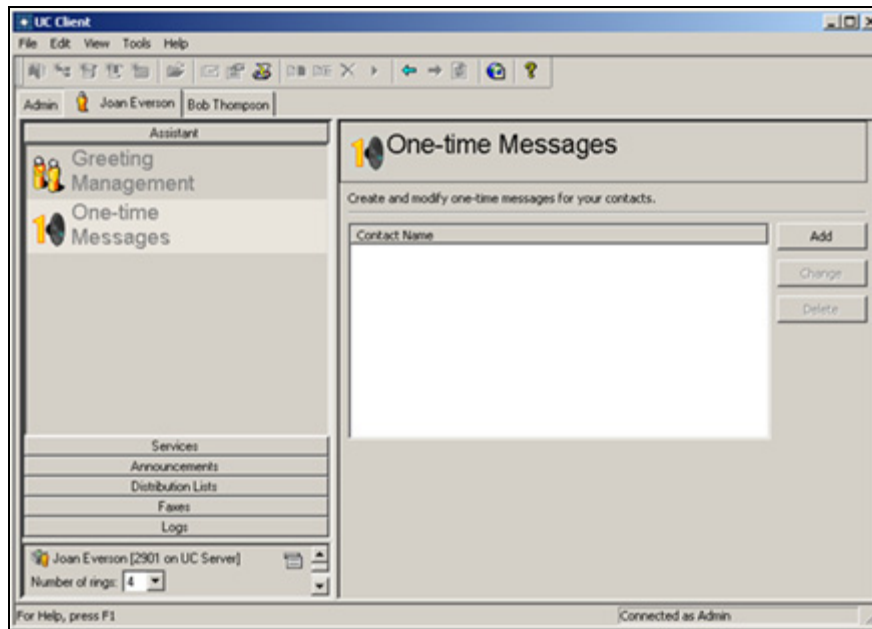 UC Client
File Edit View Tools Help
Admin Joan Everson Bob Thompson
Assistant
Greeting
Management
One-time
Messages
Services
Announcements
Distribution Lists
Faxes
Logs
Joan Everson [2901 on UC Server]
Number of rings: 4
One-time Messages
Create and modify one-time messages for your contacts.
Contact Name
Add
Change
Delete
For Help, press F1
Connected as Admin